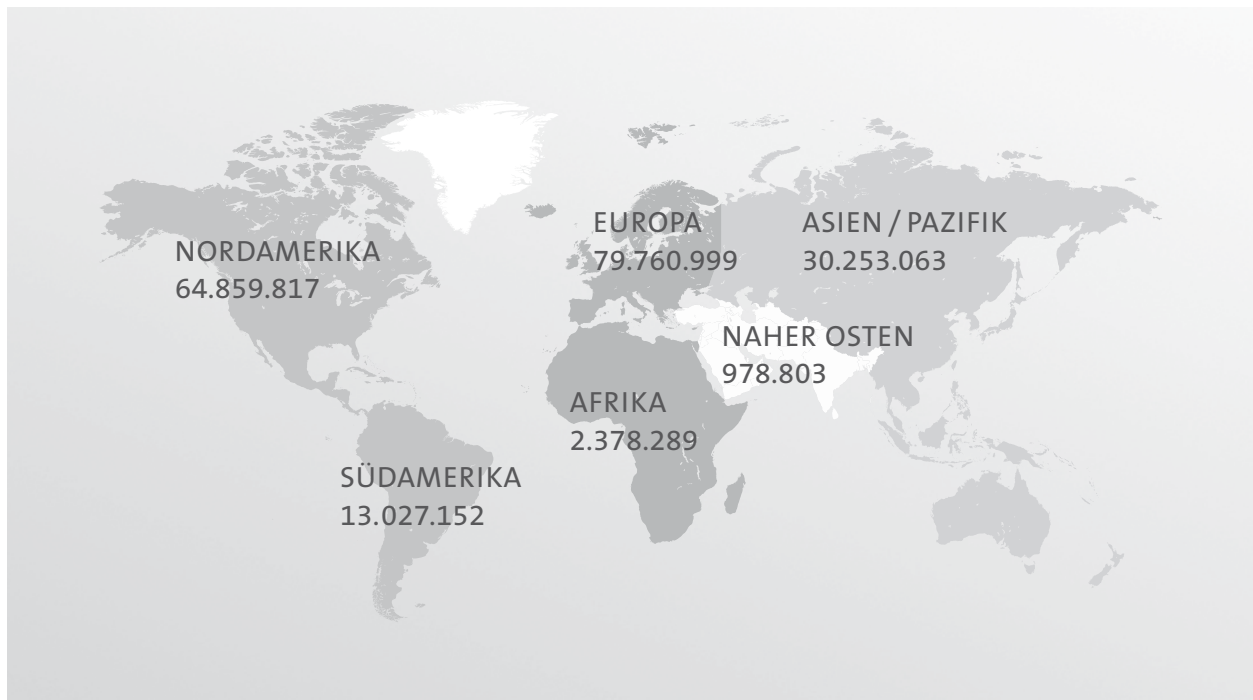 NORDAMERIKA
64.859.817
EUROPA
79.760.999
ASIEN / PAZIFIK
30.253.063
NAHER OSTEN
978.803
AFRIKA
2.378.289
SÜDAMERIKA
13.027.152